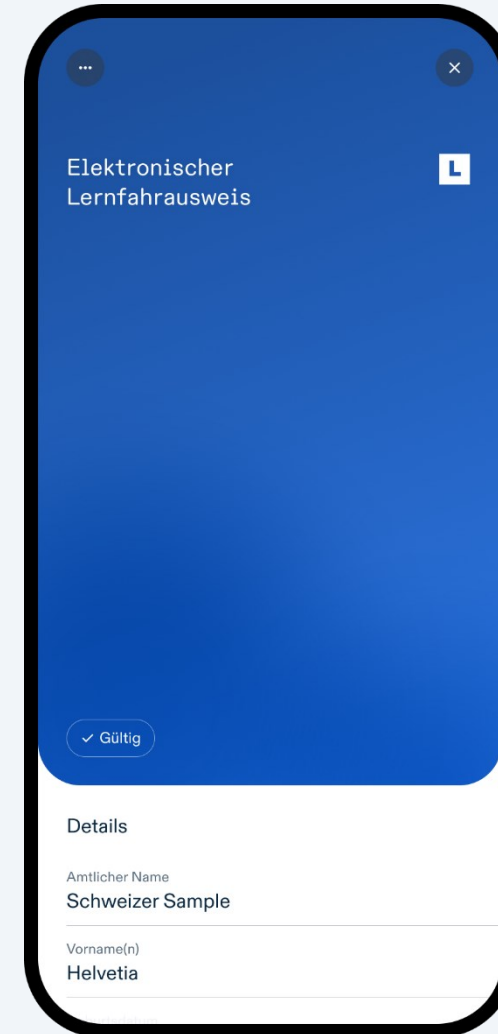 Elektronischer
Lernfahrausweis
L
Gültig
Details
Amtlicher Name
Schweizer Sample
Vorname(n)
Helvetia